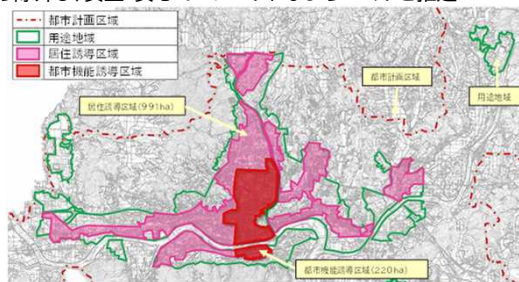 都市計画区域
用途地域
居住誘導区域
都市機能誘導区域
居住誘導区域(991ha)
都市計画区域
用途地域
都市機能誘導区域(220ha)